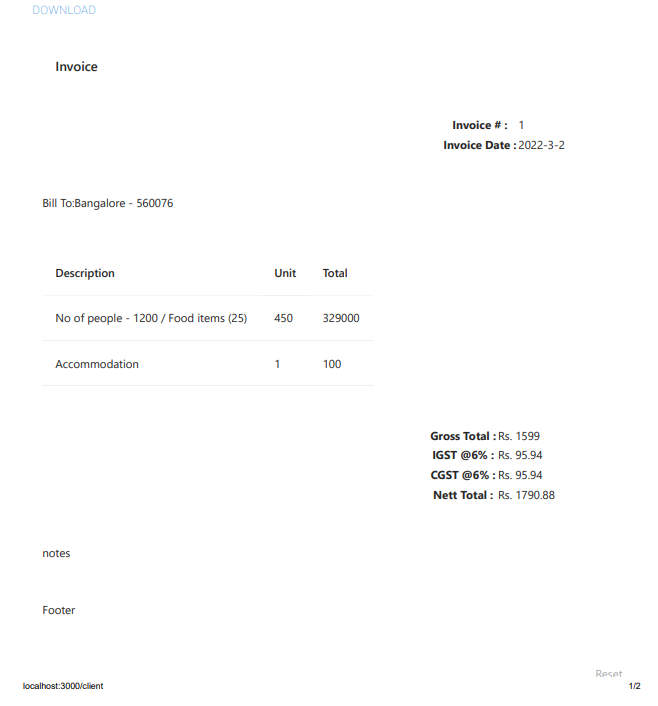 DOWNLOAD
Invoice
Invoice # : 1
Invoice Date : 2022-3-2
Bill To:Bangalore - 560076
Description Unit Total
No of people - 1200 / Food items (25) 450 329000
Accommodation 1 100
Gross Total : Rs. 1599
IGST @6% : Rs. 95.94
CGST @6% : Rs. 95.94
Nett Total : Rs. 1790.88
notes
Footer
Reset
localhost:3000/client 1/2